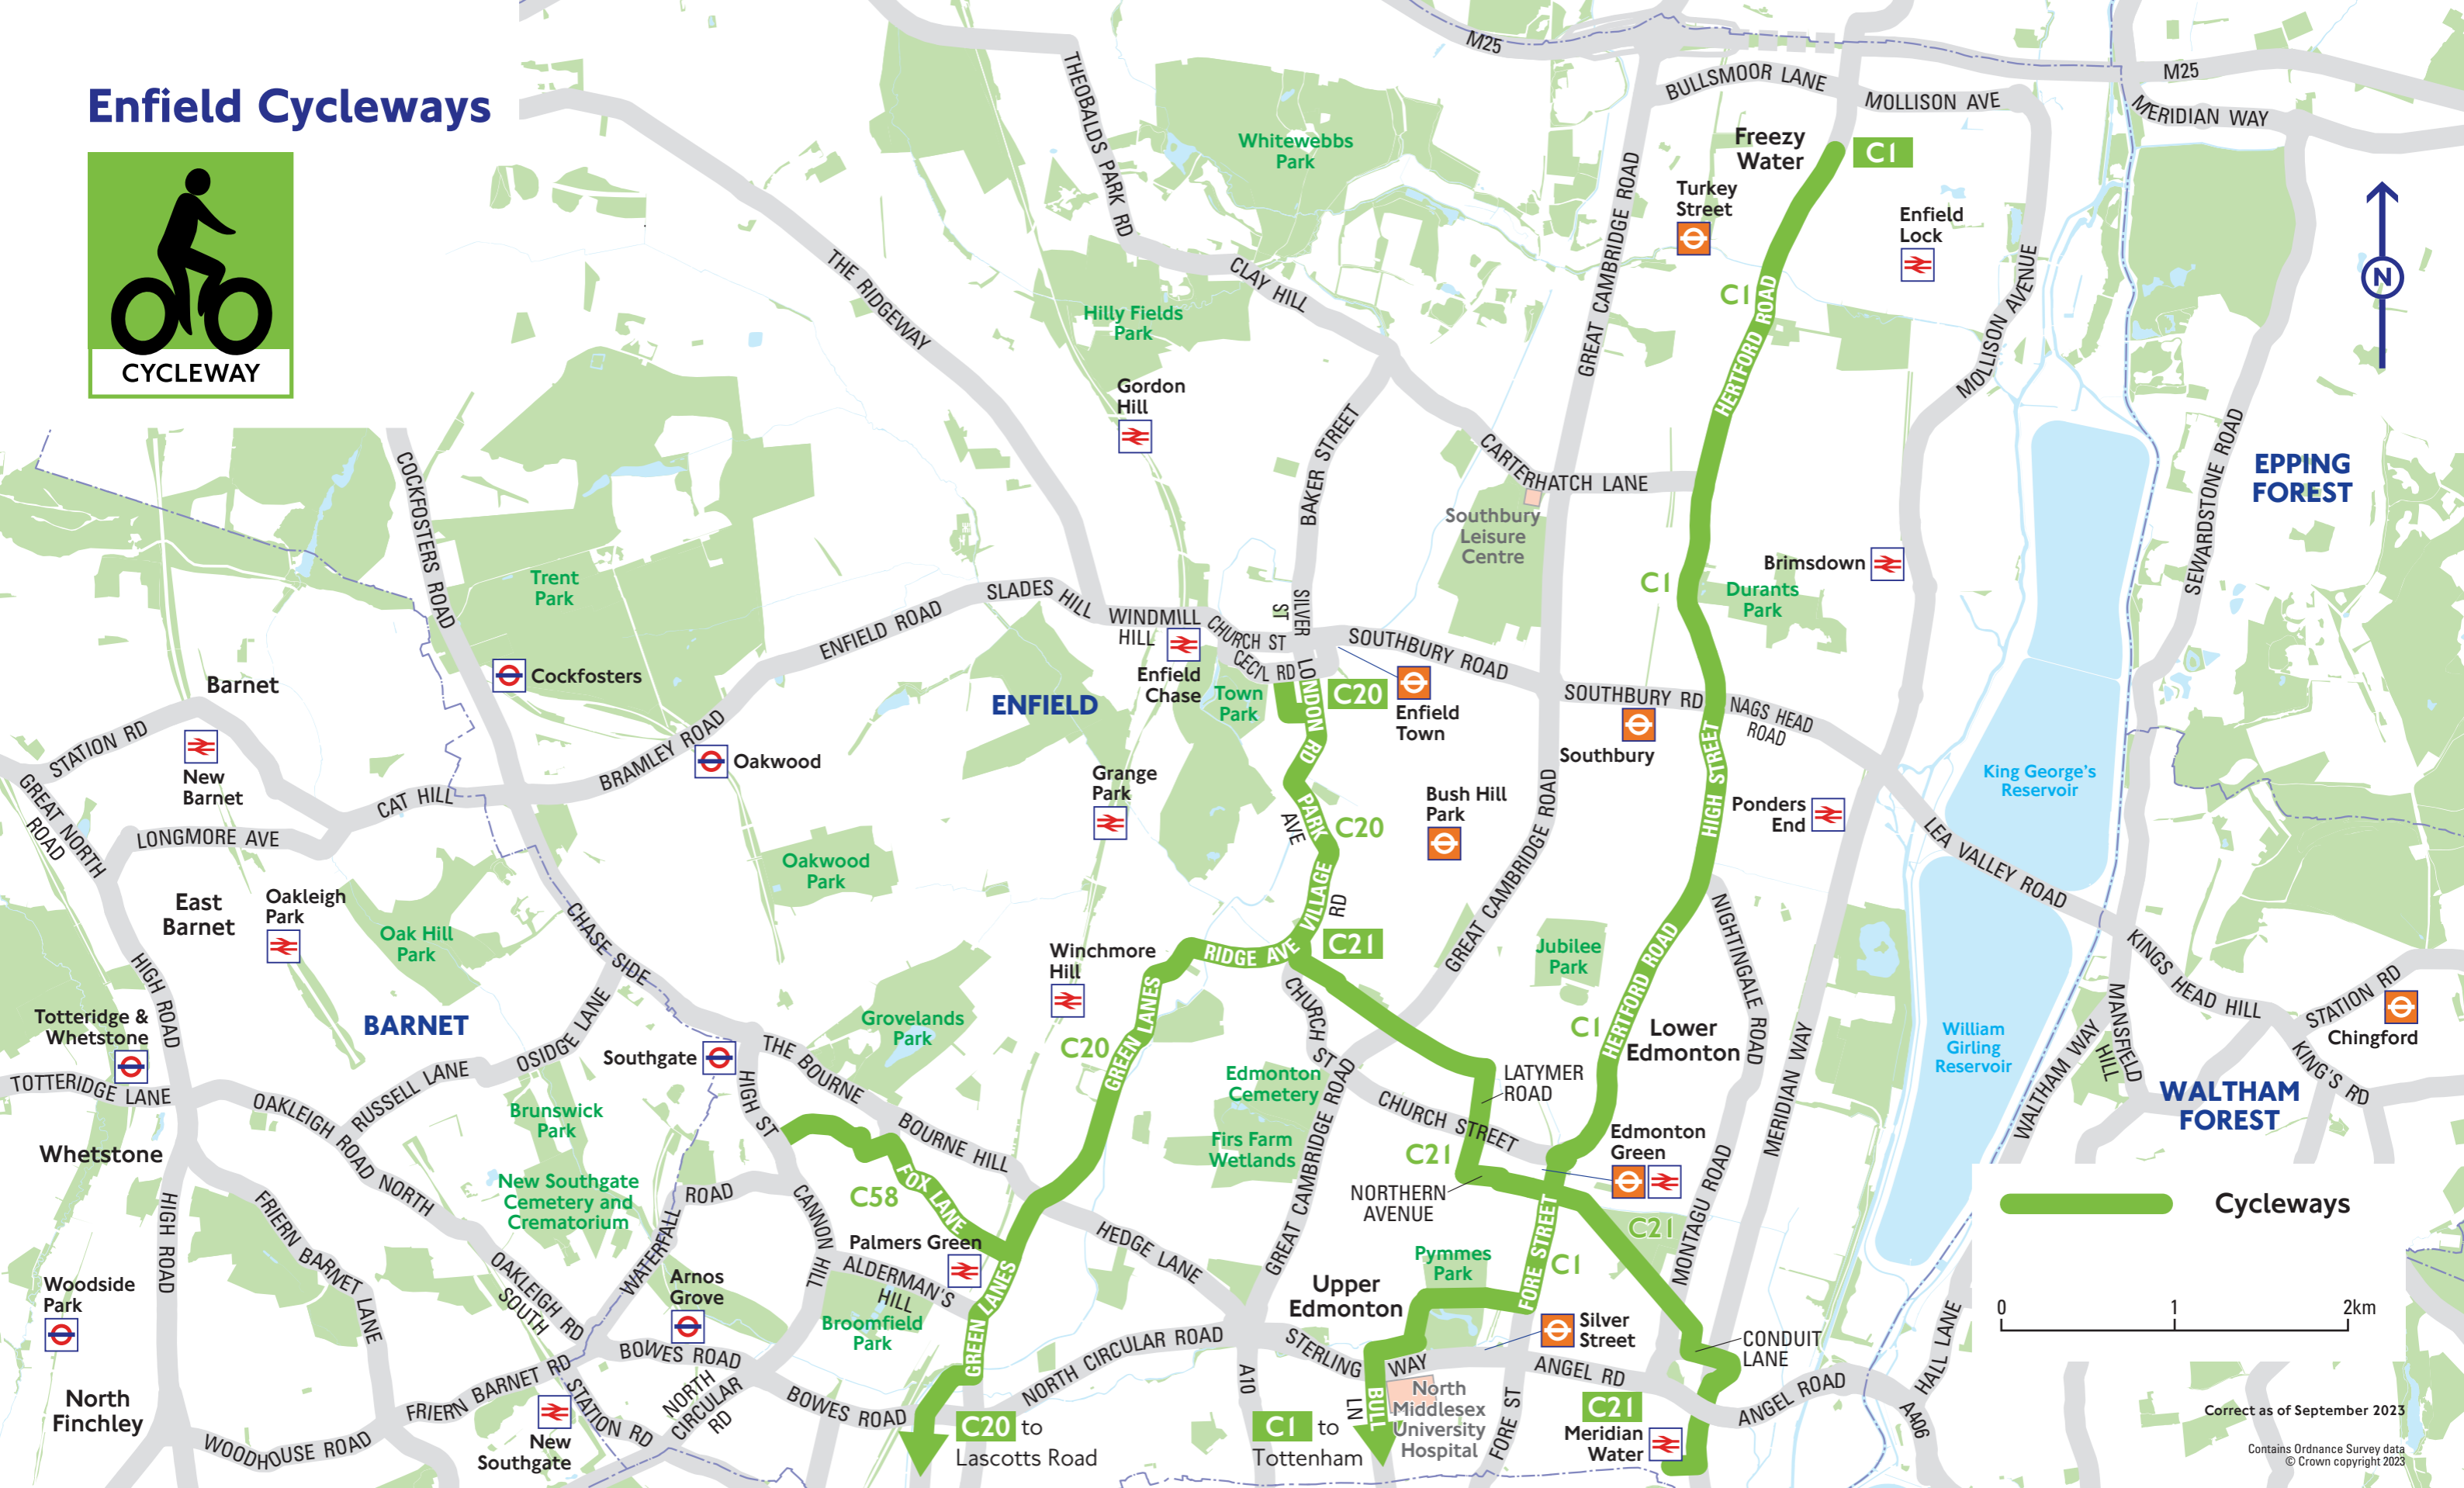 Enfield Cycleways
CYCLEWAY
M25
M25
THEOBALDS PARK RD
BULLSMOOR LANE
MOLLISON AVE
MERIDIAN WAY
Freezy
Water
C1
Whitewebbs
Park
Turkey
Street
Enfield
Lock
N
THE RIDGEWAY
CLAY HILL
GREAT CAMBRIDGE ROAD
C1
HERTFORD ROAD
MOLLISON AVENUE
Hilly Fields
Park
Gordon
Hill
BAKER STREET
CARTERHATCH LANE
SEWARDSTONE ROAD
EPPING
FOREST
COCKFOSTERS ROAD
Southbury
Leisure
Centre
Brimsdown
C1
Durants
Park
Trent
Park
SLADES HILL
WINDMILL
HILL
CHURCH ST
SILVER
ST
CECIL RD
ENFIELD ROAD
SOUTHBURY ROAD
Enfield
Chase
Town
Park
LONDON RD
C20
Enfield
Town
SOUTHBURY RD
Southbury
NAGS HEAD
ROAD
Cockfosters
Barnet
ENFIELD
STATION RD
New
Barnet
BRAMLEY ROAD
Oakwood
Grange
Park
PARK
AVE
C20
Bush Hill
Park
GREAT CAMBRIDGE ROAD
HIGH STREET
Ponders
End
King George's
Reservoir
GREAT NORTH
ROAD
LONGMORE AVE
CAT HILL
Oakwood
Park
LEA VALLEY ROAD
East
Barnet
Oakleigh
Park
Oak Hill
Park
CHASE SIDE
VILLAGE
RD
C21
RIDGE AVE
Winchmore
Hill
Jubilee
Park
HERTFORD ROAD
NIGHTINGALE ROAD
KINGS HEAD HILL
STATION RD
Chingford
HIGH ROAD
Totteridge &
Whetstone
BARNET
OSIDGE LANE
Southgate
Grovelands
Park
C20
GREEN LANES
CHURCH ST
C1
Lower
Edmonton
William
Girling
Reservoir
MANSFIELD
HILL
WALTHAM WAY
KING'S RD
WALTHAM
FOREST
TOTTERIDGE LANE
OAKLEIGH ROAD NORTH
RUSSELL LANE
THE BOURNE
Edmonton
Cemetery
LATYMER
ROAD
MERIDIAN WAY
Brunswick
Park
HIGH ST
BOURNE HILL
Firs Farm
Wetlands
CHURCH STREET
Edmonton
Green
Whetstone
New Southgate
Cemetery and
Crematorium
C58
FOX LANE
C21
NORTHERN
AVENUE
C21
MONTAGU ROAD
Cycleways
HIGH ROAD
FRIERN BARNET LANE
WATERFALL ROAD
CANNON HILL
Palmers Green
HEDGE LANE
GREAT CAMBRIDGE ROAD
Pymmes
Park
FORE STREET
C1
Woodside
Park
OAKLEIGH RD
SOUTH
Arnos
Grove
ALDERMAN'S
HILL
Broomfield
Park
GREEN LANES
Upper
Edmonton
Silver
Street
0 1 2km
CONDUIT
LANE
HALL LANE
North
Finchley
FRIERN BARNET RD
BOWES ROAD
NORTH
CIRCULAR
RD
BOWES ROAD
NORTH CIRCULAR ROAD
A10
STERLING WAY
ANGEL RD
ANGEL ROAD
A406
WOODHOUSE ROAD
New
Southgate
STATION RD
C20 to
Lascotts Road
C1 to
Tottenham
BULL
LN
North
Middlesex
University
Hospital
FORE ST
C21
Meridian
Water
Correct as of September 2023
Contains Ordnance Survey data
© Crown copyright 2023